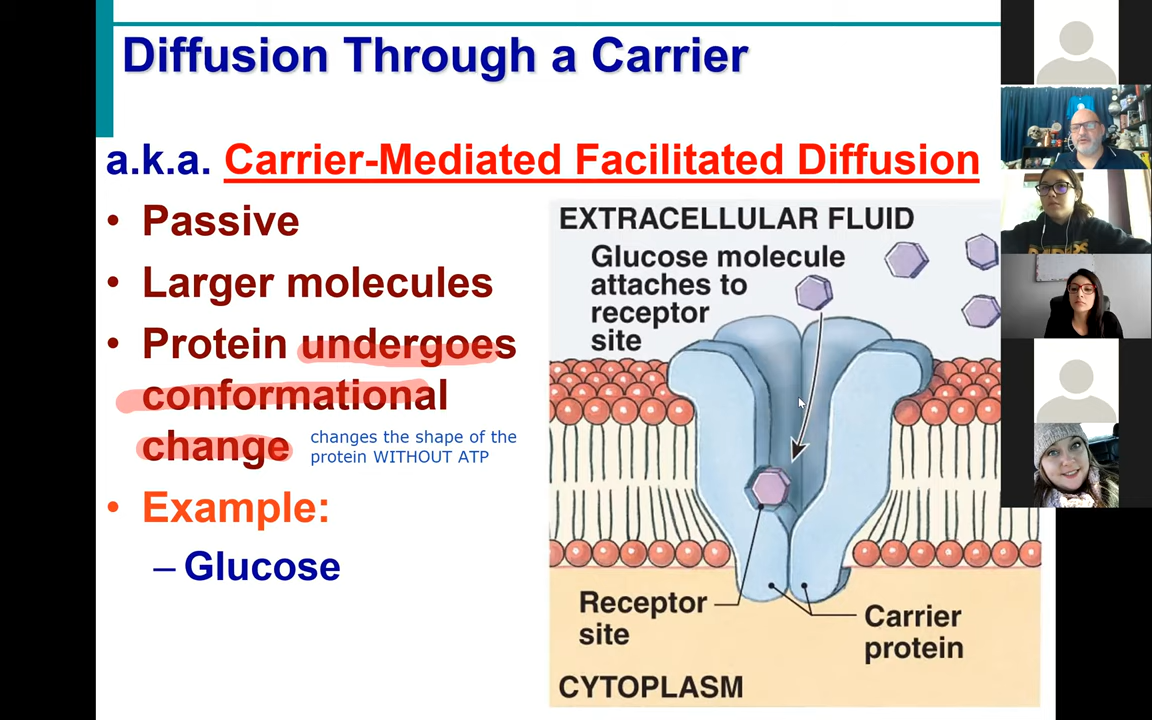 Diffusion Through a Carrier
a.k.a. Carrier-Mediated Facilitated Diffusion
• Passive
• Larger molecules
• Protein undergoes
conformational
change
changes the shape of the
protein WITHOUT ATP
• Example:
– Glucose
EXTRACELLULAR FLUID
Glucose molecule
attaches to
receptor
site
Receptor
site
Carrier
protein
CYTOPLASM